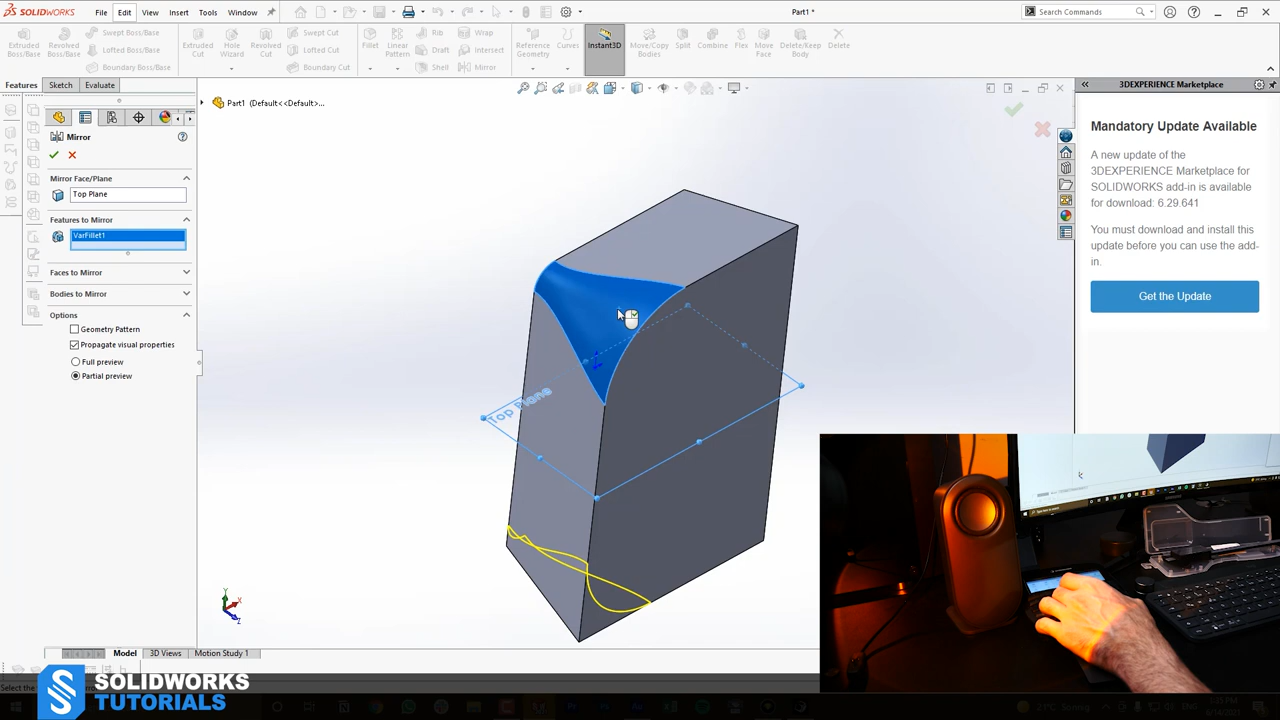 SOLIDWORKS File Edit View Insert Tools Window Part1 * Search Commands
Extruded Boss/Base Revolved Boss/Base Swept Boss/Base Lofted Boss/Base Boundary Boss/Base Extruded Cut Hole Wizard Revolved Cut Swept Cut Lofted Cut Boundary Cut Fillet Linear Pattern Rib Draft Shell Wrap Intersect Mirror Reference Geometry Curves Instant3D Move/Copy Bodies Split Combine Flex Move Face Delete/Keep Body Delete
Features Sketch Evaluate
Part1 (Default<<Default>...
3DEXPERIENCE Marketplace
Mirror
Mirror Face/Plane
Top Plane
Features to Mirror
VarFillet1
Faces to Mirror
Bodies to Mirror
Options
Geometry Pattern
Propagate visual properties
Full preview
Partial preview
Mandatory Update Available
A new update of the
3DEXPERIENCE Marketplace for
SOLIDWORKS add-in is available
for download: 6.29.641
You must download and install this
update before you can use the add-
in.
Get the Update
Top Plane
Y
X
Z
Model 3D Views Motion Study 1
Select the
SOLIDWORKS
TUTORIALS